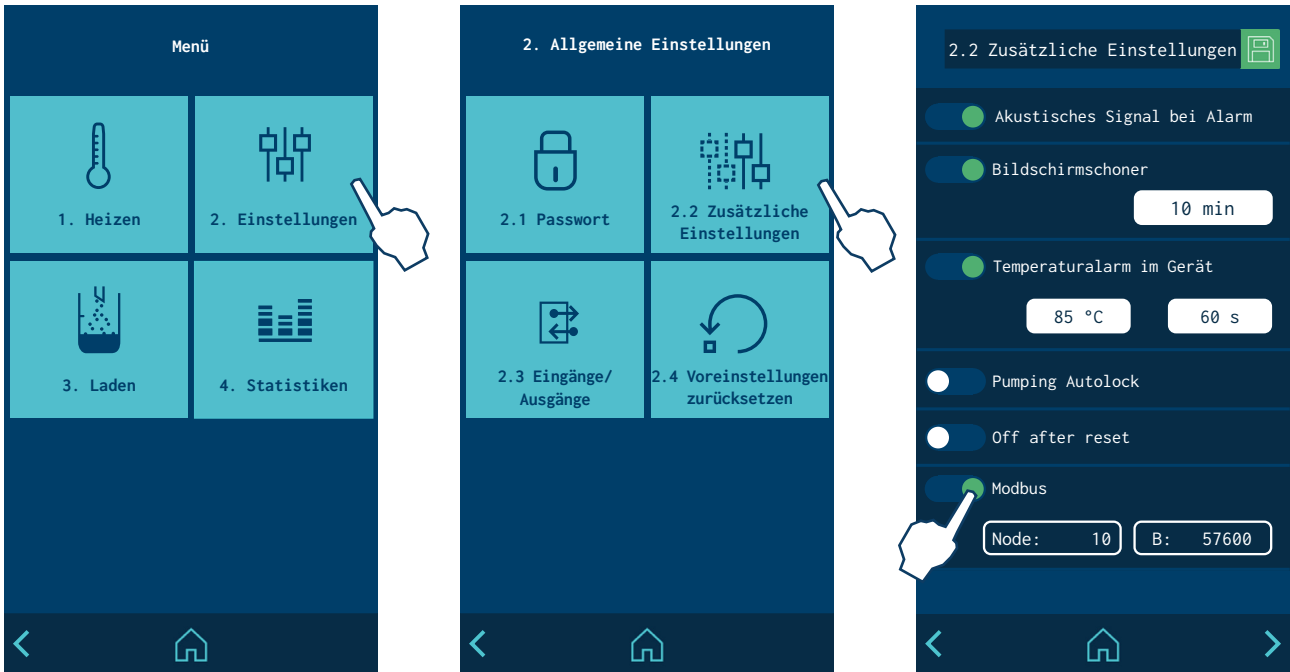 Menü
1. Heizen
2. Einstellungen
3. Laden
4. Statistiken
2. Allgemeine Einstellungen
2.1 Passwort
2.2 Zusätzliche
Einstellungen
2.3 Eingänge/
Ausgänge
2.4 Voreinstellungen
zurücksetzen
2.2 Zusätzliche Einstellungen
Akustisches Signal bei Alarm
Bildschirmschoner
10 min
Temperaturalarm im Gerät
85 °C
60 s
Pumping Autolock
Off after reset
Modbus
Node: 10
B: 57600